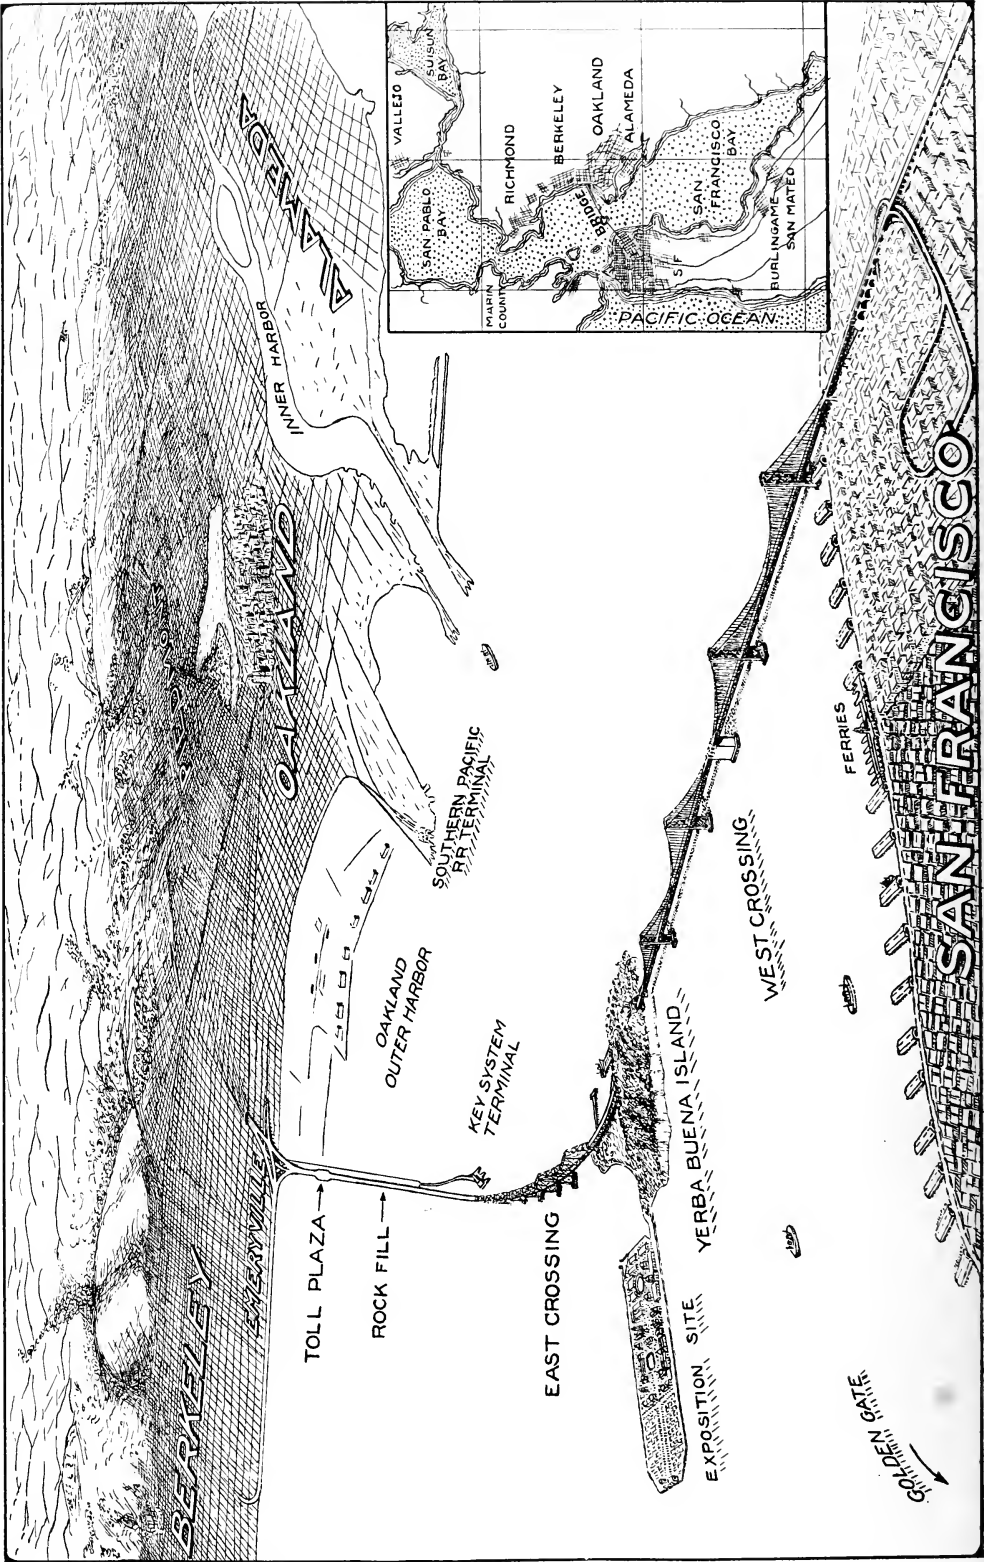 BERKELEY
EMERYVILLE
OAKLAND
ALAMEDA
INNER HARBOR
TOLL PLAZA
ROCK FILL
EAST CROSSING
OAKLAND
OUTER HARBOR
KEY SYSTEM
TERMINAL
SOUTHERN PACIFIC
RR TERMINAL
EXPOSITION SITE
YERBA BUENA ISLAND
WEST CROSSING
FERRIES
GOLDEN GATE
SAN FRANCISCO
VALLEJO
SUISUN
BAY
SAN PABLO
BAY
RICHMOND
BERKELEY
OAKLAND
ALAMEDA
MARIN
COUNTY
BRIDGE
S F
SAN
FRANCISCO
BAY
BURLINGAME
SAN MATEO
PACIFIC OCEAN